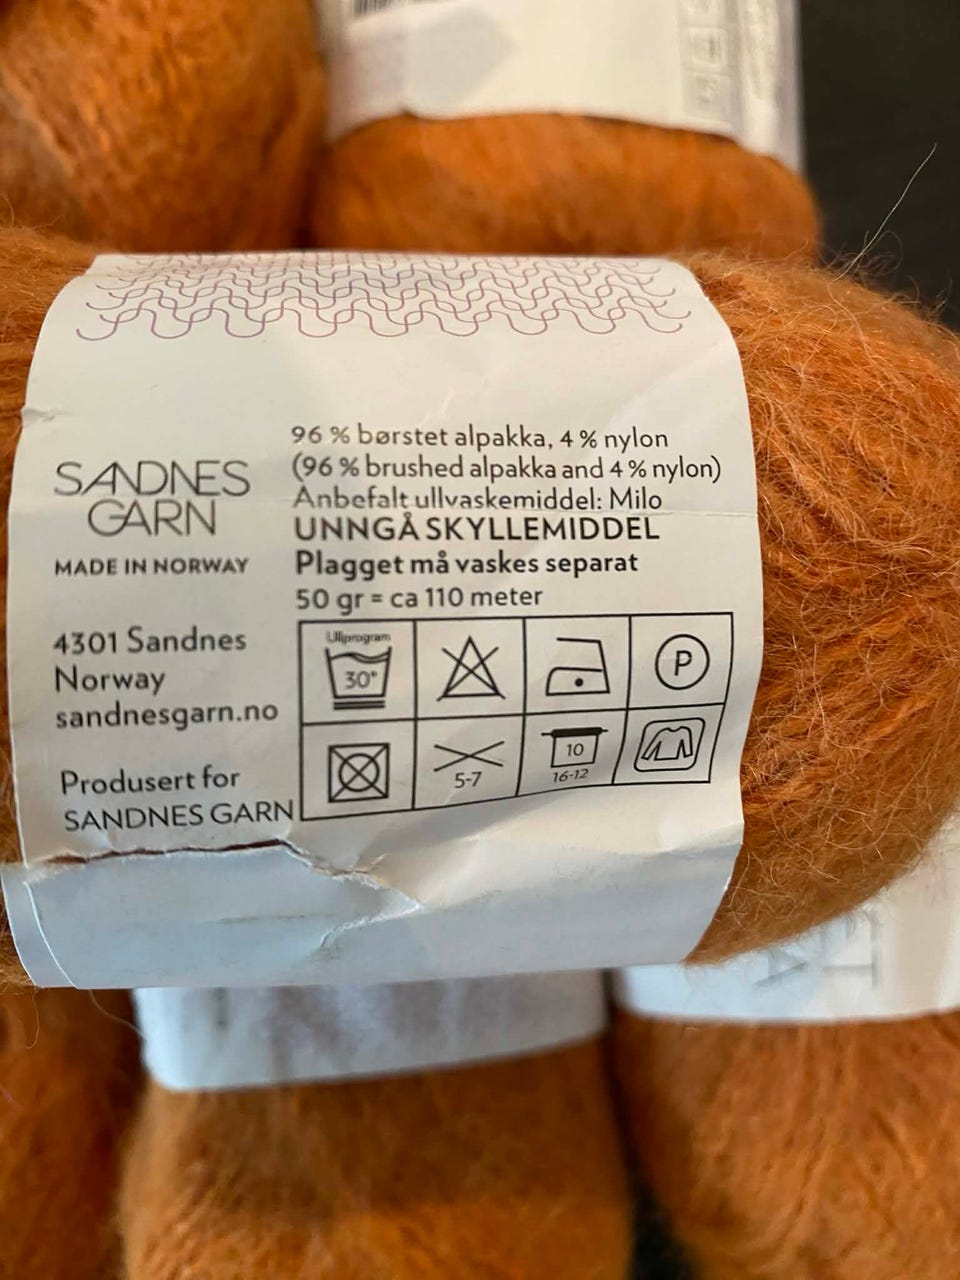 SANDNES
GARN
MADE IN NORWAY
4301 Sandnes
Norway
sandnesgarn.no
Produsert for
SANDNES GARN
96 % børstet alpakka, 4 % nylon
(96 % brushed alpakka and 4 % nylon)
Anbefalt ullvaskemiddel: Milo
UNNGÅ SKYLLEMIDDEL
Plagget må vaskes separat
50 gr = ca 110 meter
Ullprogram
30°
P
5-7
10
16-12